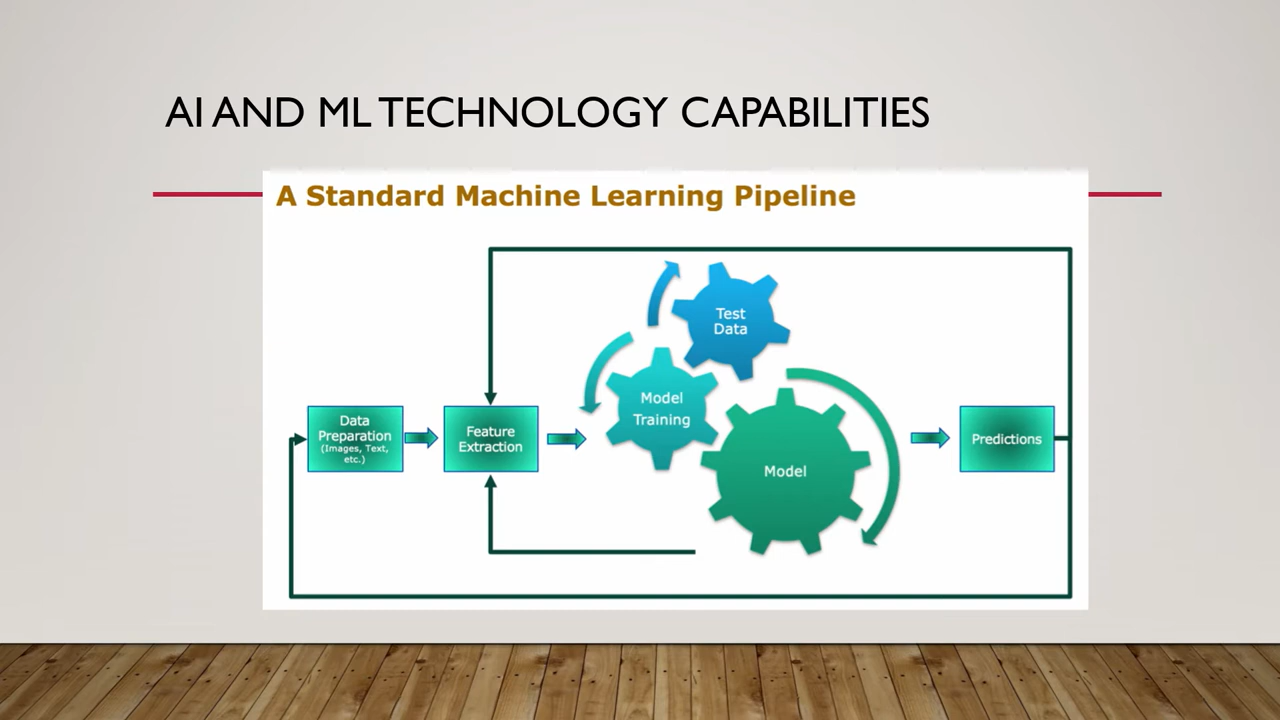 AI AND ML TECHNOLOGY CAPABILITIES
A Standard Machine Learning Pipeline
Test
Data
Model
Training
Model
Data
Preparation
(Images, Text,
etc.)
Feature
Extraction
Predictions